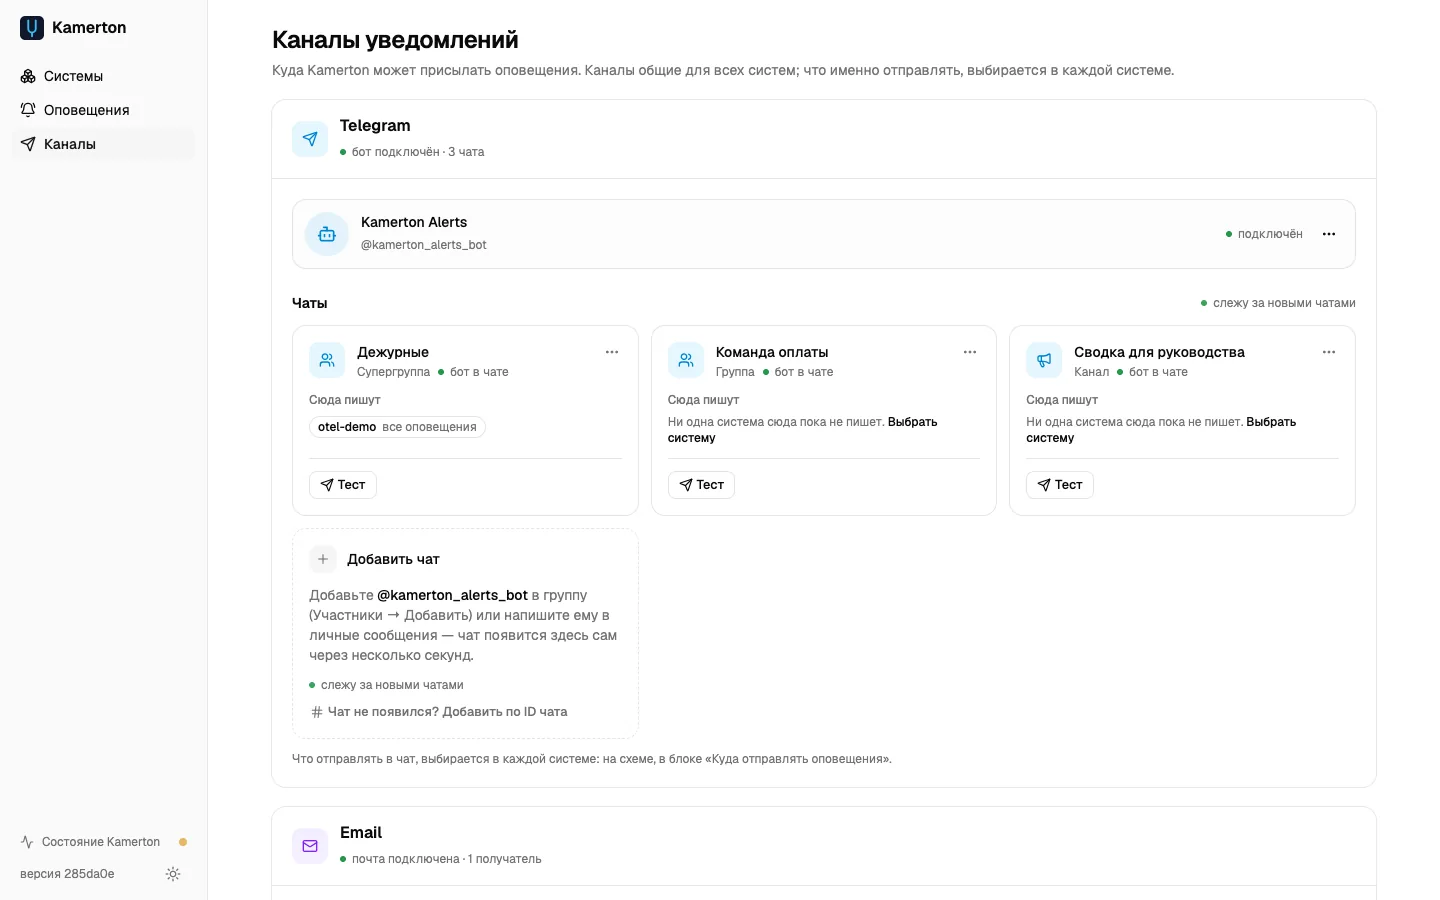 Kamerton
Системы
Оповещения
Каналы
Состояние Kamerton
версия 285da0e
Каналы уведомлений
Куда Kamerton может присылать оповещения. Каналы общие для всех систем; что именно отправлять, выбирается в каждой системе.
Telegram
бот подключён · 3 чата
Kamerton Alerts
@kamerton_alerts_bot
подключён
Чаты
слежу за новыми чатами
Дежурные
Супергруппа бот в чате
Сюда пишут
otel-demo все оповещения
Тест
Команда оплаты
Группа бот в чате
Сюда пишут
Ни одна система сюда пока не пишет. Выбрать
систему
Тест
Сводка для руководства
Канал бот в чате
Сюда пишут
Ни одна система сюда пока не пишет. Выбрать
систему
Тест
Добавить чат
Добавьте @kamerton_alerts_bot в группу
(Участники → Добавить) или напишите ему в
личные сообщения — чат появится здесь сам
через несколько секунд.
слежу за новыми чатами
# Чат не появился? Добавить по ID чата
Что отправлять в чат, выбирается в каждой системе: на схеме, в блоке «Куда отправлять оповещения».
Email
почта подключена · 1 получатель